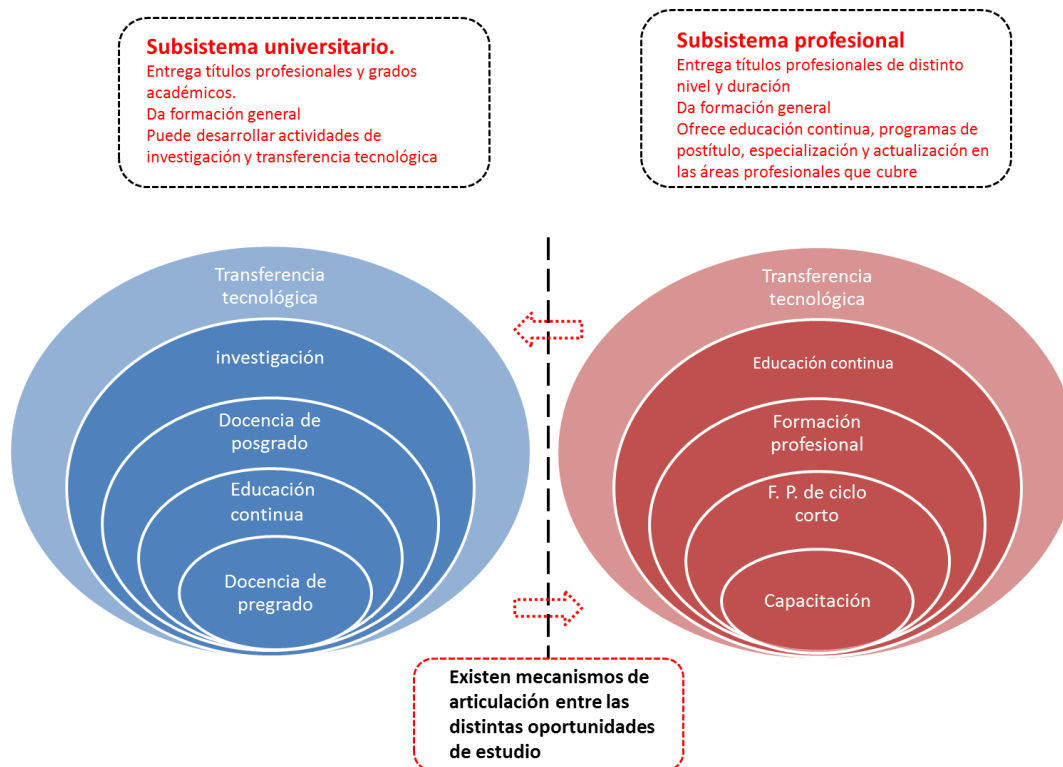 Subsistema universitario.
Entrega títulos profesionales y grados
académicos.
Da formación general
Puede desarrollar actividades de
investigación y transferencia tecnológica
Subsistema profesional
Entrega títulos profesionales de distinto
nivel y duración
Da formación general
Ofrece educación continua, programas de
postítulo, especialización y actualización en
las áreas profesionales que cubre
Transferencia
tecnológica
investigación
Docencia de
posgrado
Educación
continua
Docencia de
pregrado
Transferencia
tecnológica
Educación continua
Formación
profesional
F. P. de ciclo
corto
Capacitación
Existen mecanismos de
articulación entre las
distintas oportunidades
de estudio